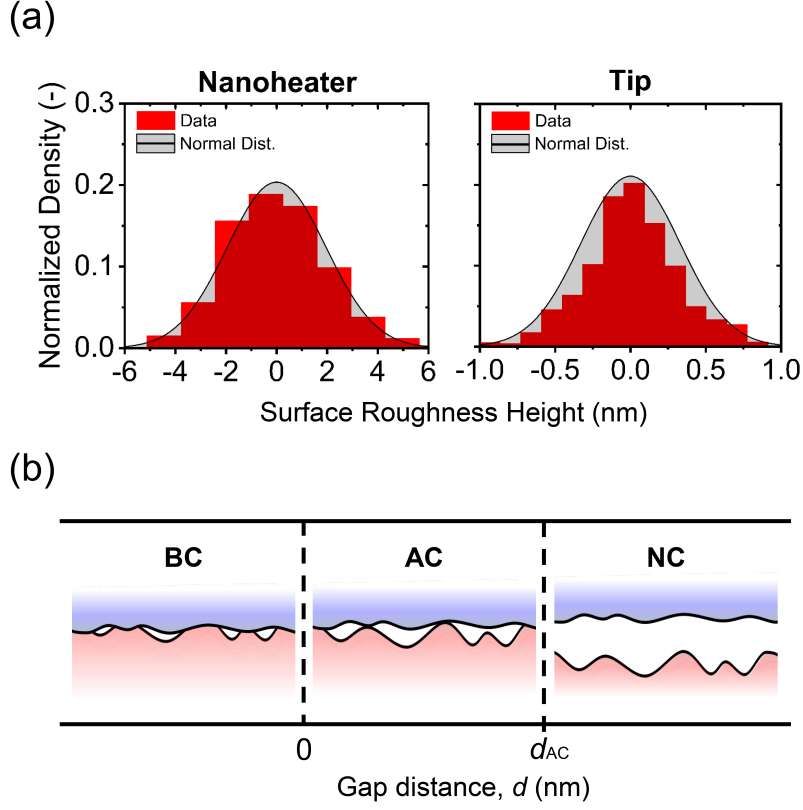 (a)
Nanoheater
Tip
Normalized Density (-)
0.3
0.2
0.1
0.0
Data
Normal Dist.
Data
Normal Dist.
-6 -4 -2 0 2 4 6
-1.0 -0.5 0.0 0.5 1.0
Surface Roughness Height (nm)
(b)
BC AC NC
0 dAC
Gap distance, d (nm)